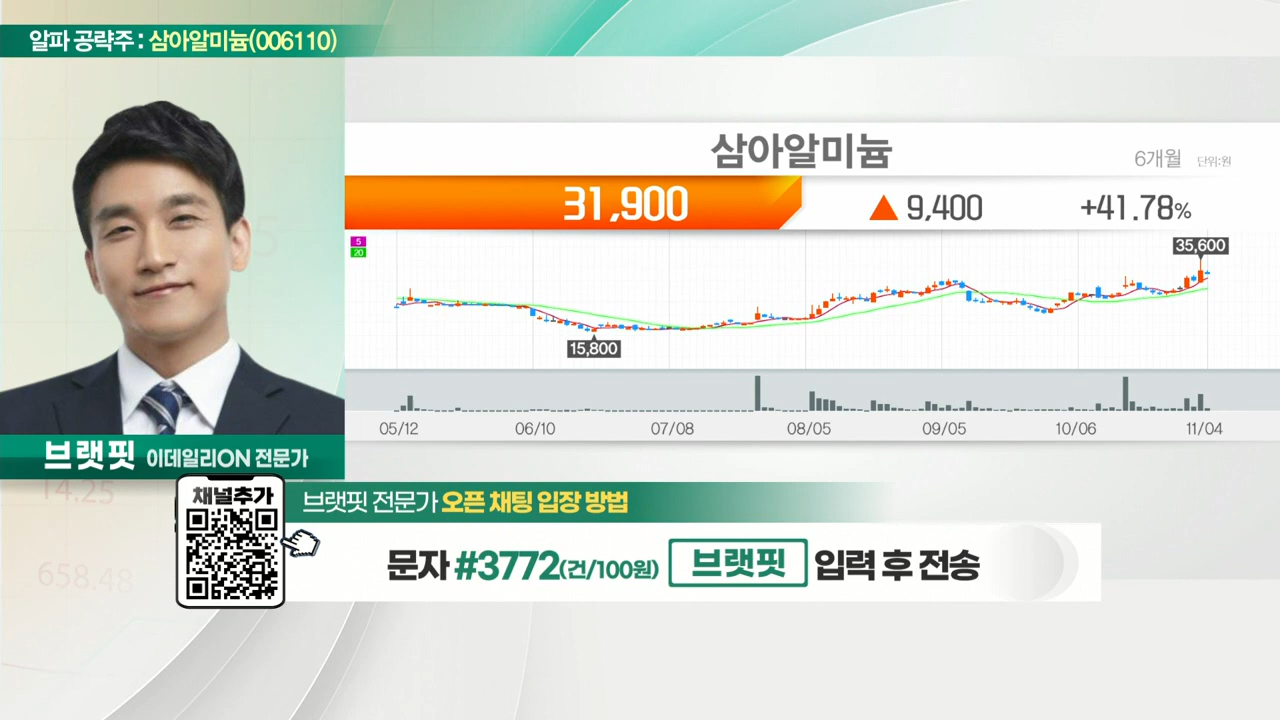 알파 공략주 : 삼아알미늄(006110)
삼아알미늄
6개월 단위:원
31,900 ▲ 9,400 +41.78%
5
20
35,600
15,800
05/12 06/10 07/08 08/05 09/05 10/06 11/04
브랫핏 이데일리ON 전문가
14.25
채널추가
브랫핏 전문가 오픈 채팅 입장 방법
문자 #3772(건/100원) 브랫핏 입력 후 전송
658.48